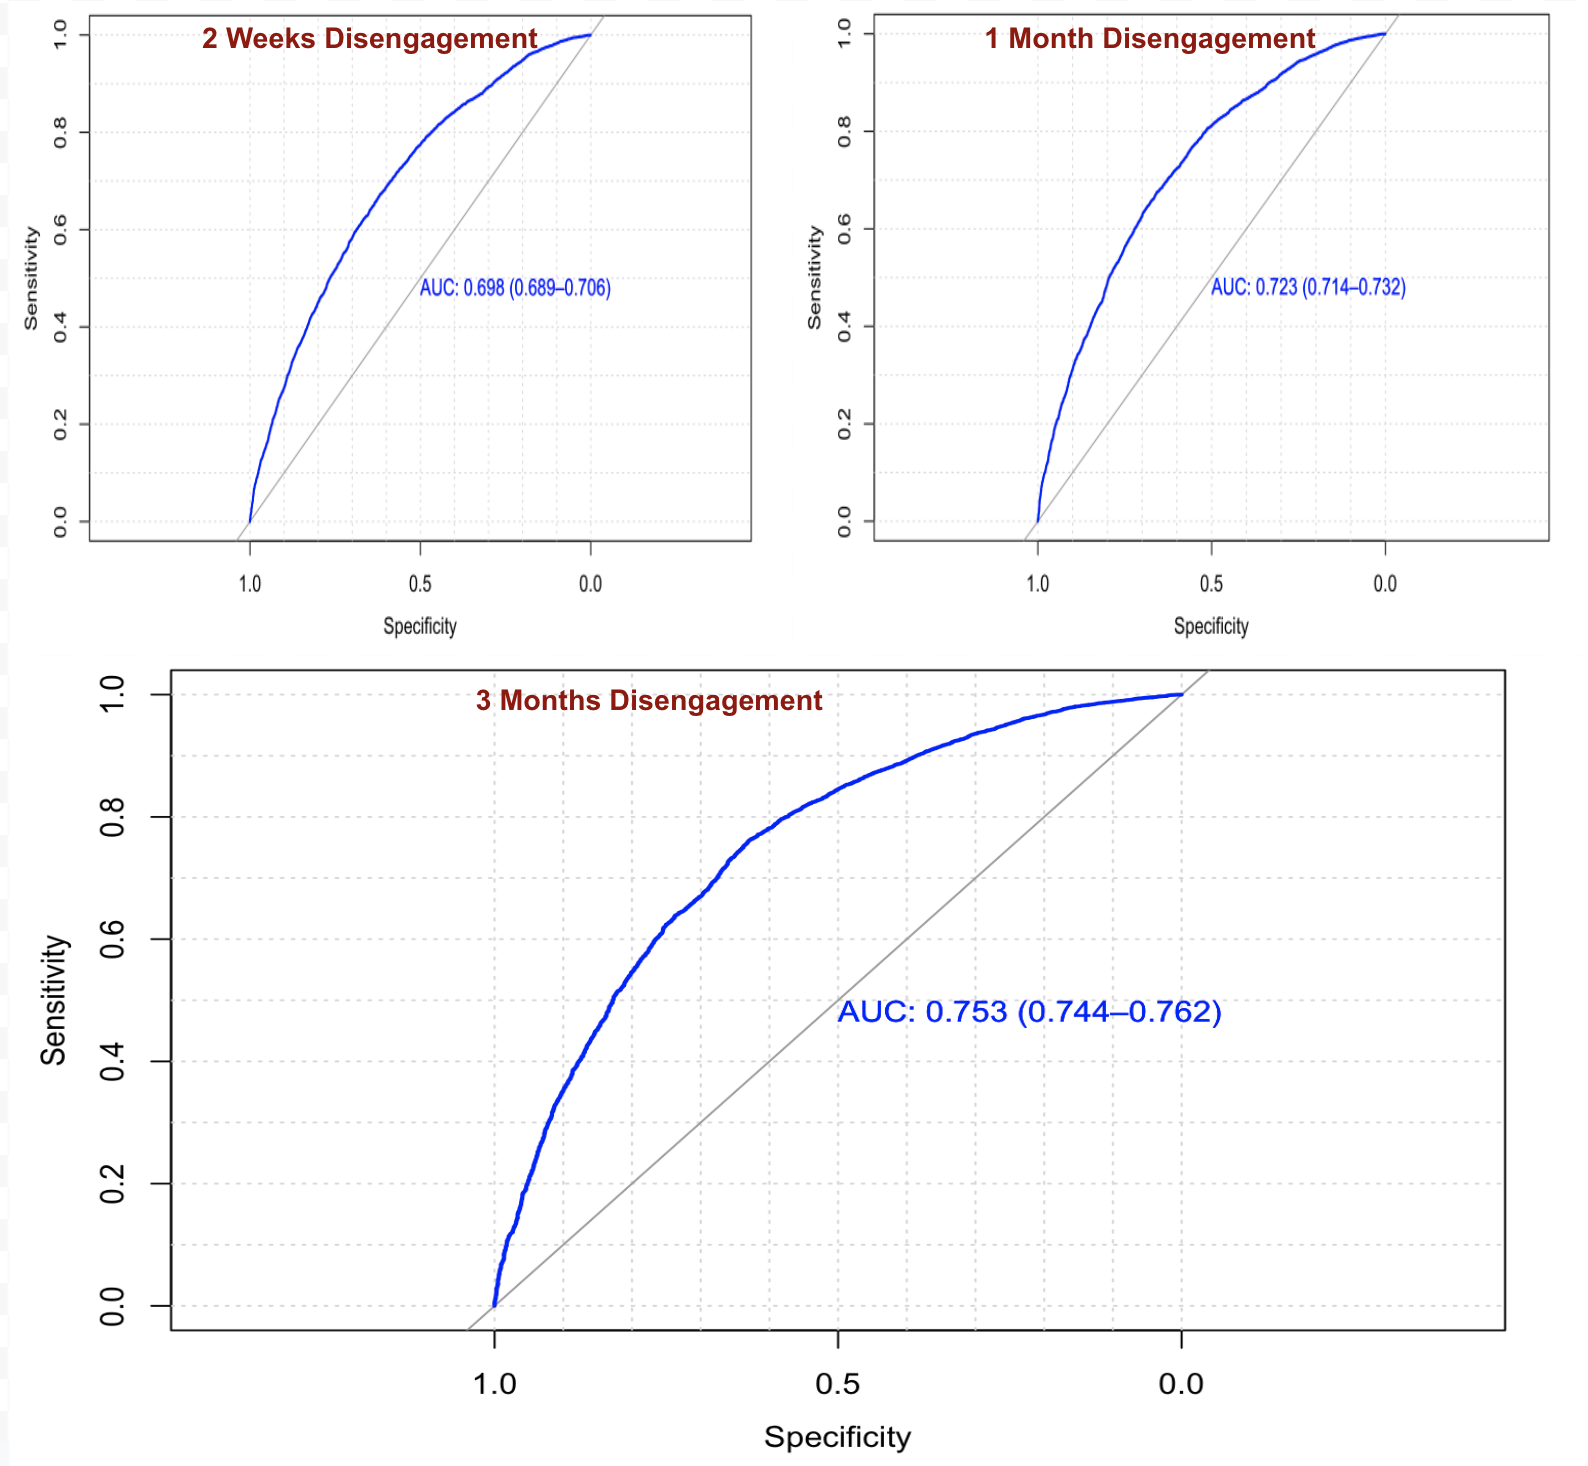 2 Weeks Disengagement
Sensitivity
1.0
0.8
0.6
0.4
0.2
0.0
AUC: 0.698 (0.689–0.706)
1.0 0.5 0.0
Specificity
1 Month Disengagement
Sensitivity
1.0
0.8
0.6
0.4
0.2
0.0
AUC: 0.723 (0.714–0.732)
1.0 0.5 0.0
Specificity
3 Months Disengagement
Sensitivity
1.0
0.8
0.6
0.4
0.2
0.0
AUC: 0.753 (0.744–0.762)
1.0 0.5 0.0
Specificity